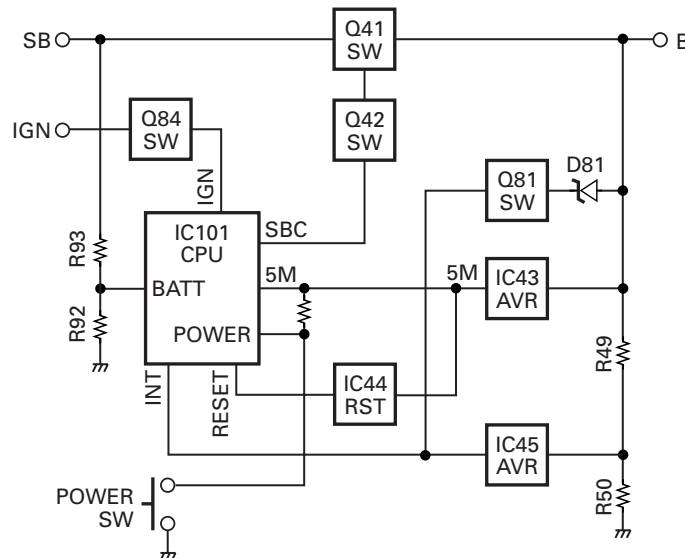 SB
Q41
SW
B
IGN
Q84
SW
Q42
SW
D81
Q81
SW
IGN
SBC
R93
IC101
CPU
5M
5M
IC43
AVR
BATT
R92
POWER
R49
INT
RESET
IC44
RST
IC45
AVR
POWER
SW
R50